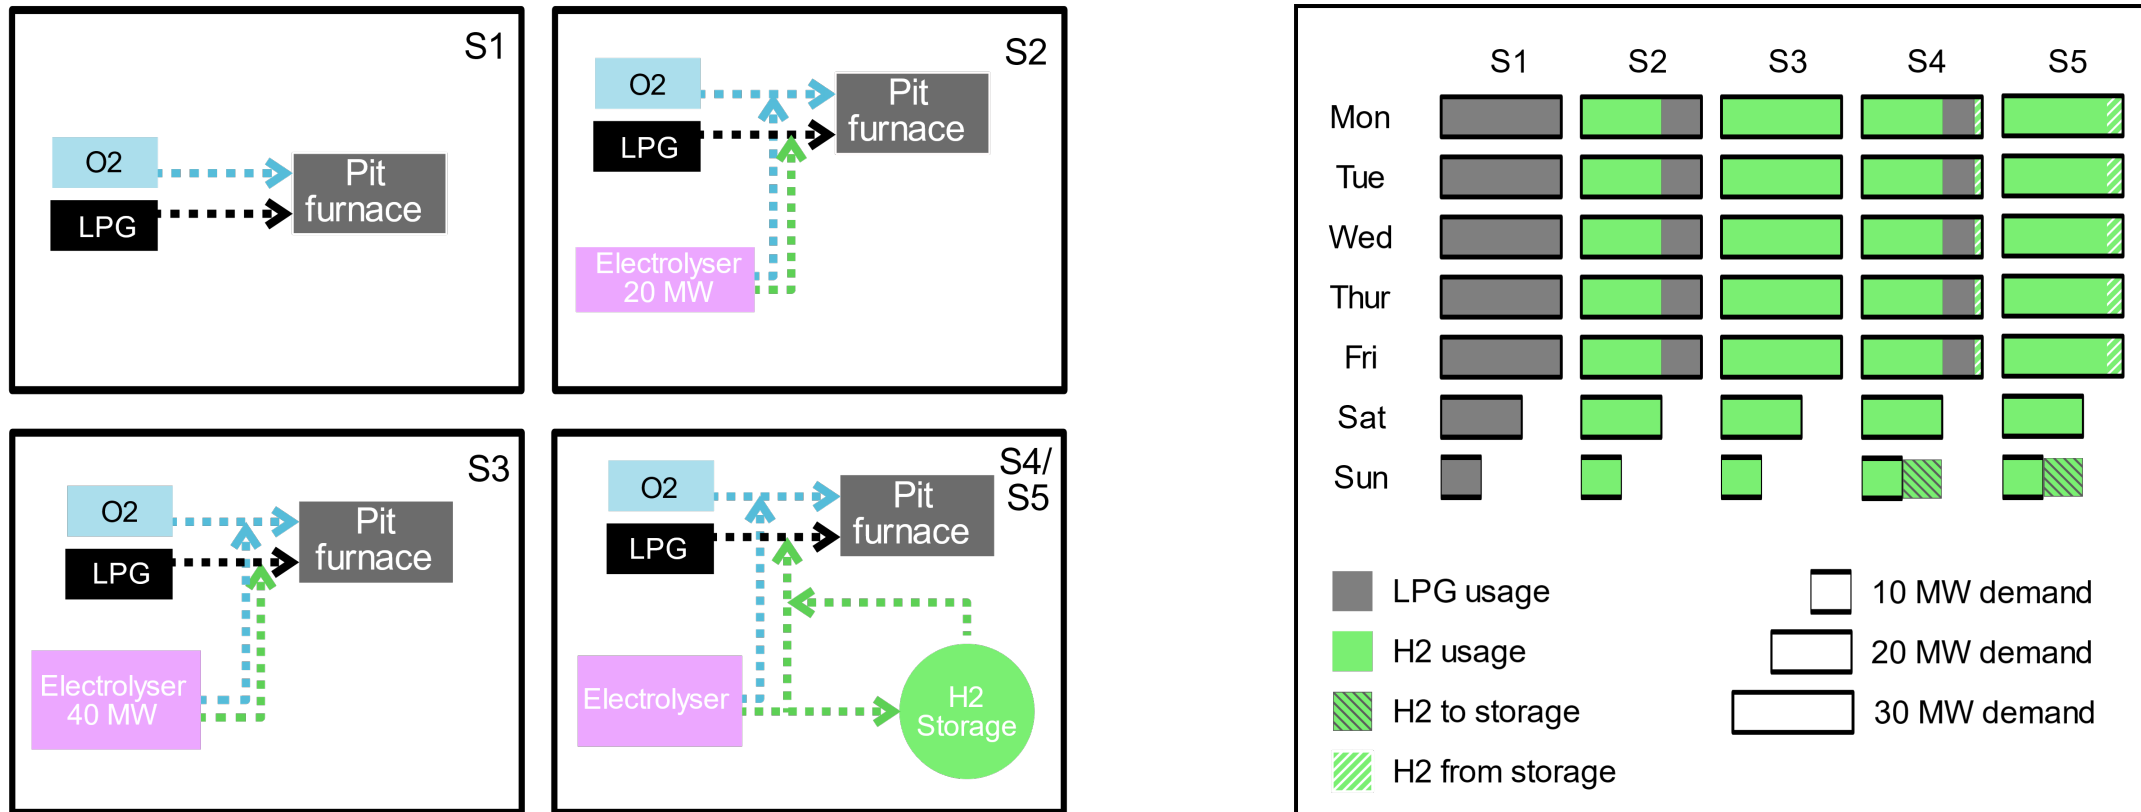 S1
O2
LPG
Pit
furnace
S2
O2
LPG
Pit
furnace
Electrolyser
20 MW
S3
O2
LPG
Pit
furnace
Electrolyser
40 MW
S4/
S5
O2
LPG
Pit
furnace
Electrolyser
H2
Storage
S1 S2 S3 S4 S5
Mon
Tue
Wed
Thur
Fri
Sat
Sun
LPG usage
H2 usage
H2 to storage
H2 from storage
10 MW demand
20 MW demand
30 MW demand